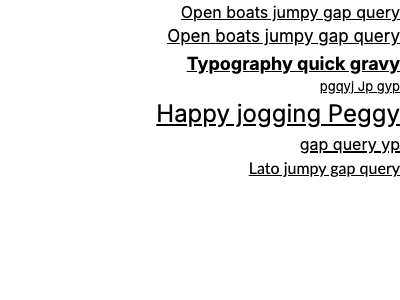 Open boats jumpy gap query
Open boats jumpy gap query
Typography quick gravy
pgqyj Jp gyp
Happy jogging Peggy
gap query yp
Lato jumpy gap query